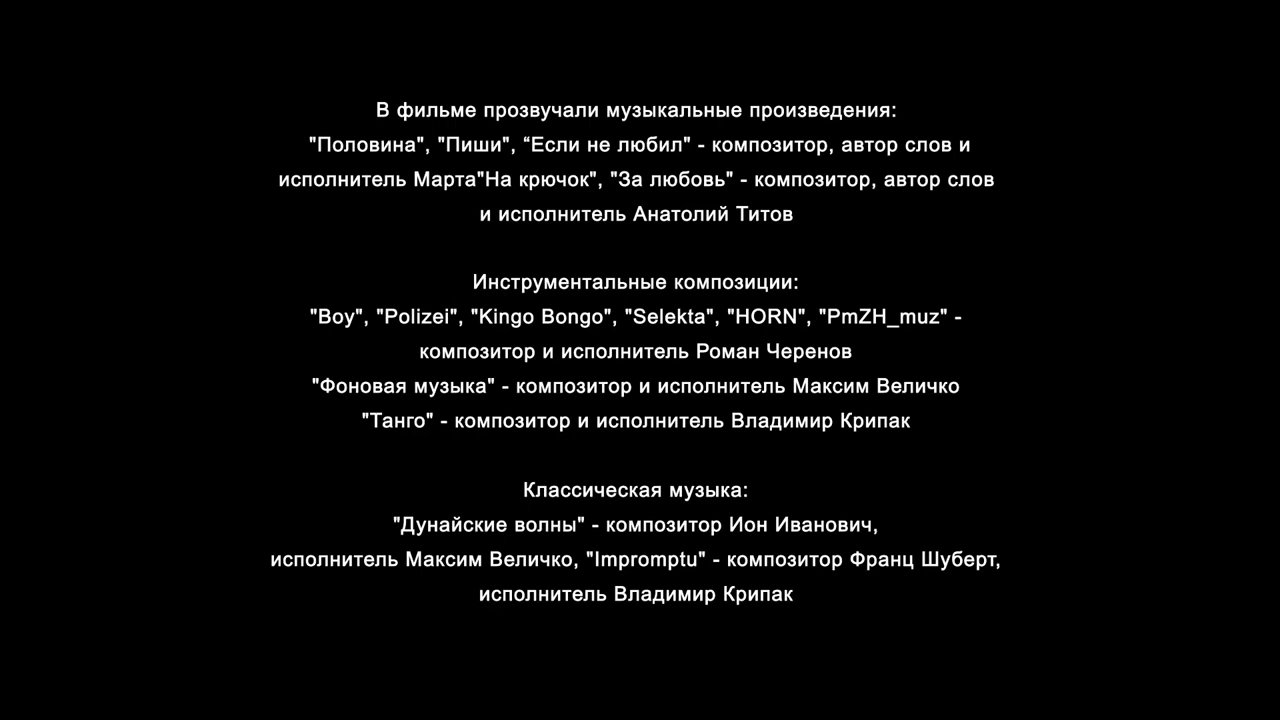 В фильме прозвучали музыкальные произведения:
"Половина", "Пиши", “Если не любил" - композитор, автор слов и
исполнитель Марта"На крючок", "За любовь" - композитор, автор слов
и исполнитель Анатолий Титов
Инструментальные композиции:
"Boy", "Polizei", "Kingo Bongo", "Selekta", "HORN", "PmZH_muz" -
композитор и исполнитель Роман Черенов
"Фоновая музыка" - композитор и исполнитель Максим Величко
"Танго" - композитор и исполнитель Владимир Крипак
Классическая музыка:
"Дунайские волны" - композитор Ион Иванович,
исполнитель Максим Величко, "Impromptu" - композитор Франц Шуберт,
исполнитель Владимир Крипак